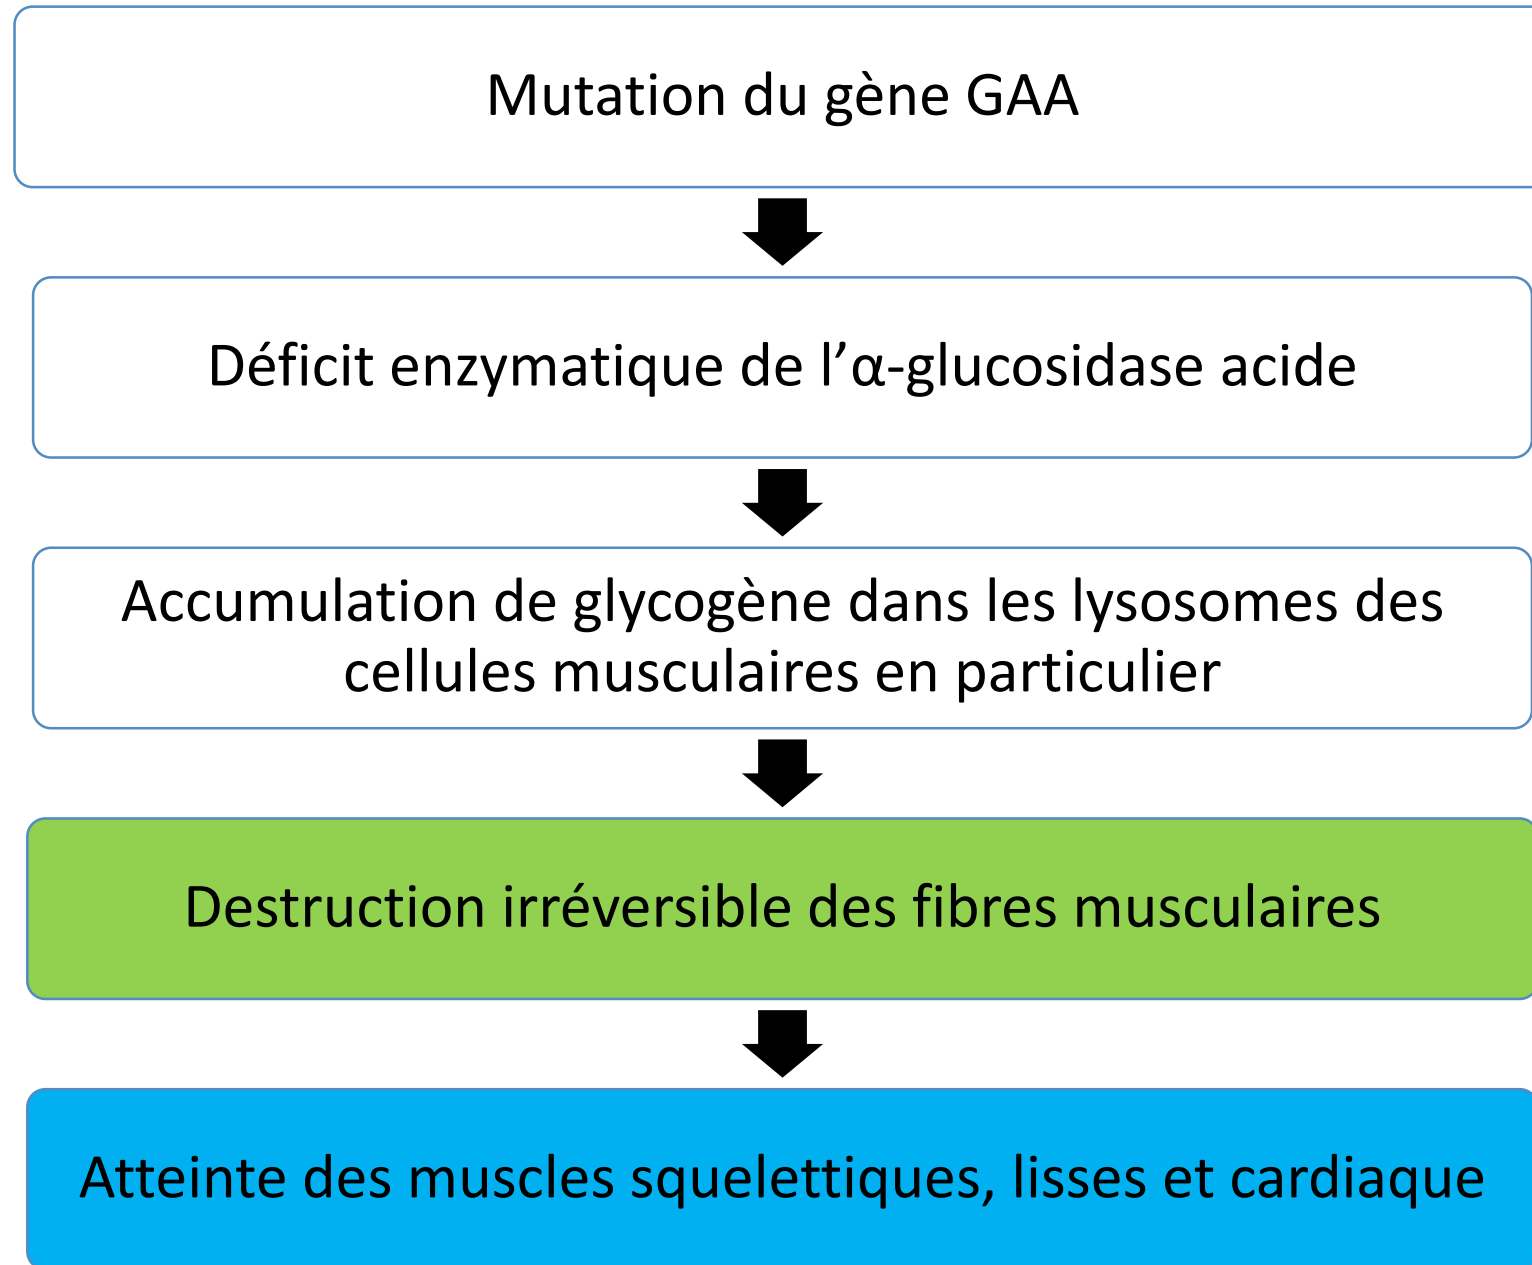 Mutation du gène GAA
Déficit enzymatique de l’α-glucosidase acide
Accumulation de glycogène dans les lysosomes des
cellules musculaires en particulier
Destruction irréversible des fibres musculaires
Atteinte des muscles squelettiques, lisses et cardiaque